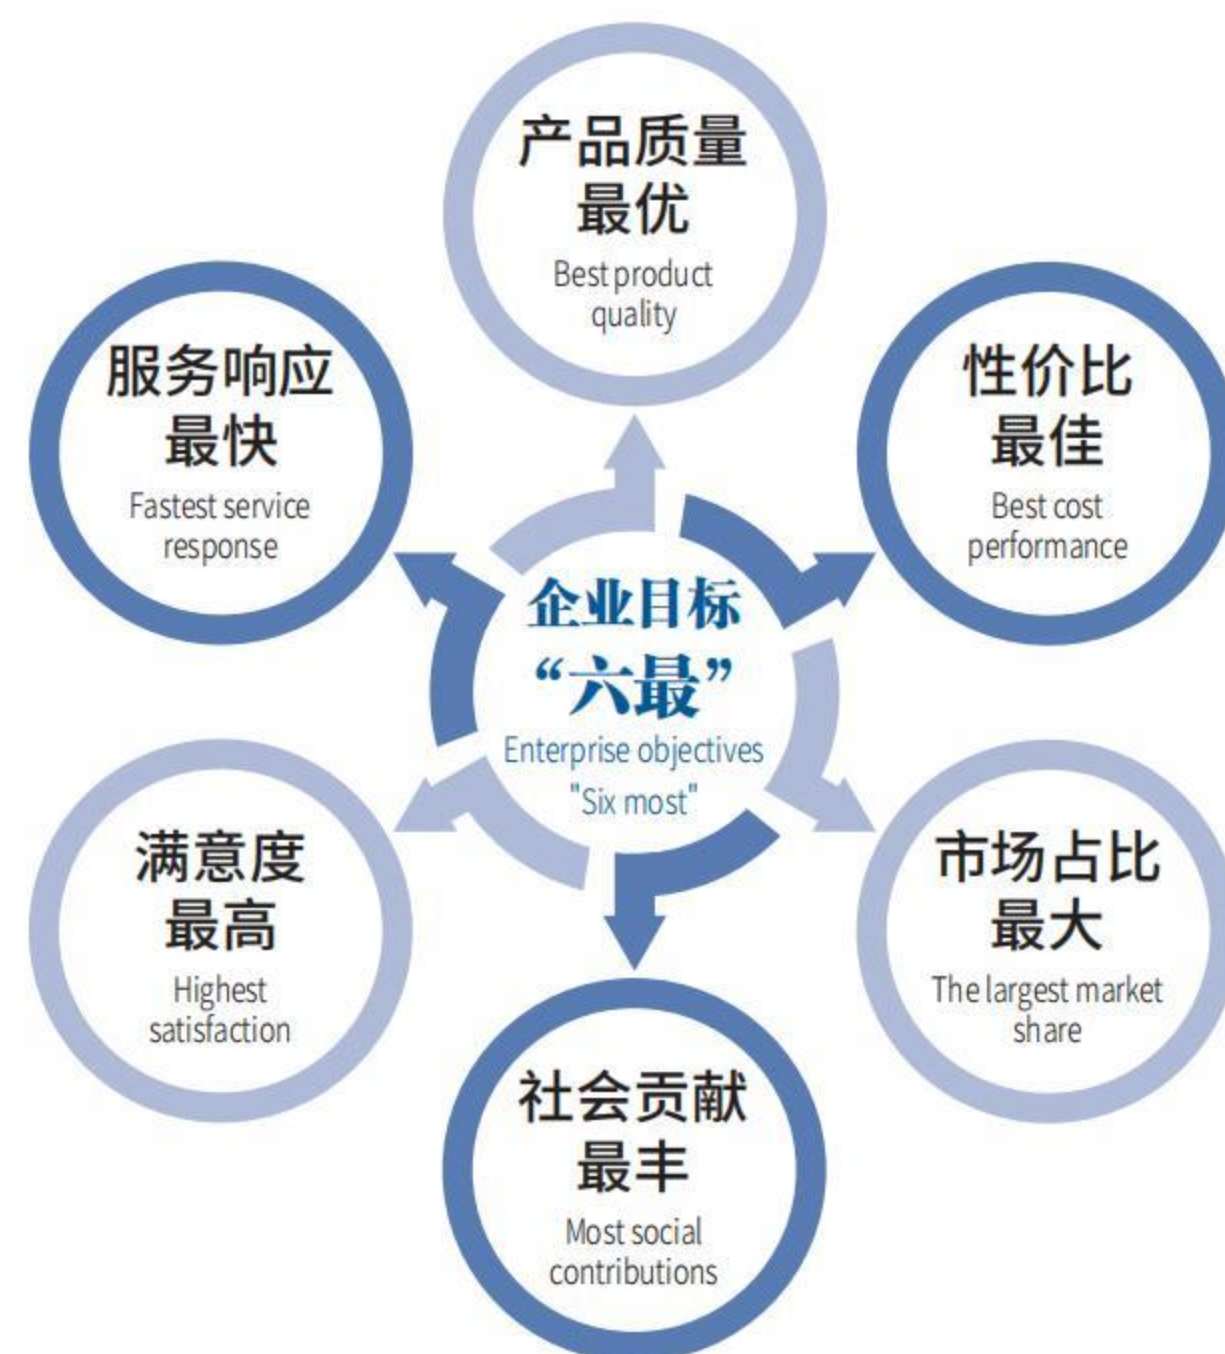 产品质量
最优
Best product
quality
服务响应
最快
Fastest service
response
性价比
最佳
Best cost
performance
企业目标
“六最”
Enterprise objectives
"Six most"
满意度
最高
Highest
satisfaction
市场占比
最大
The largest market
share
社会贡献
最丰
Most social
contributions